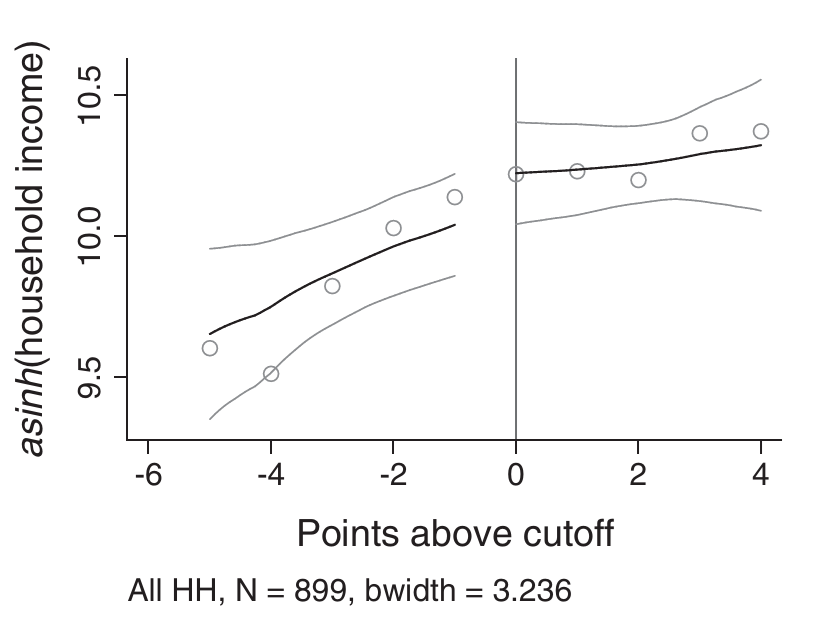 asinh(household income)
10.5
10.0
9.5
-6 -4 -2 0 2 4
Points above cutoff
All HH, N = 899, bwidth = 3.236